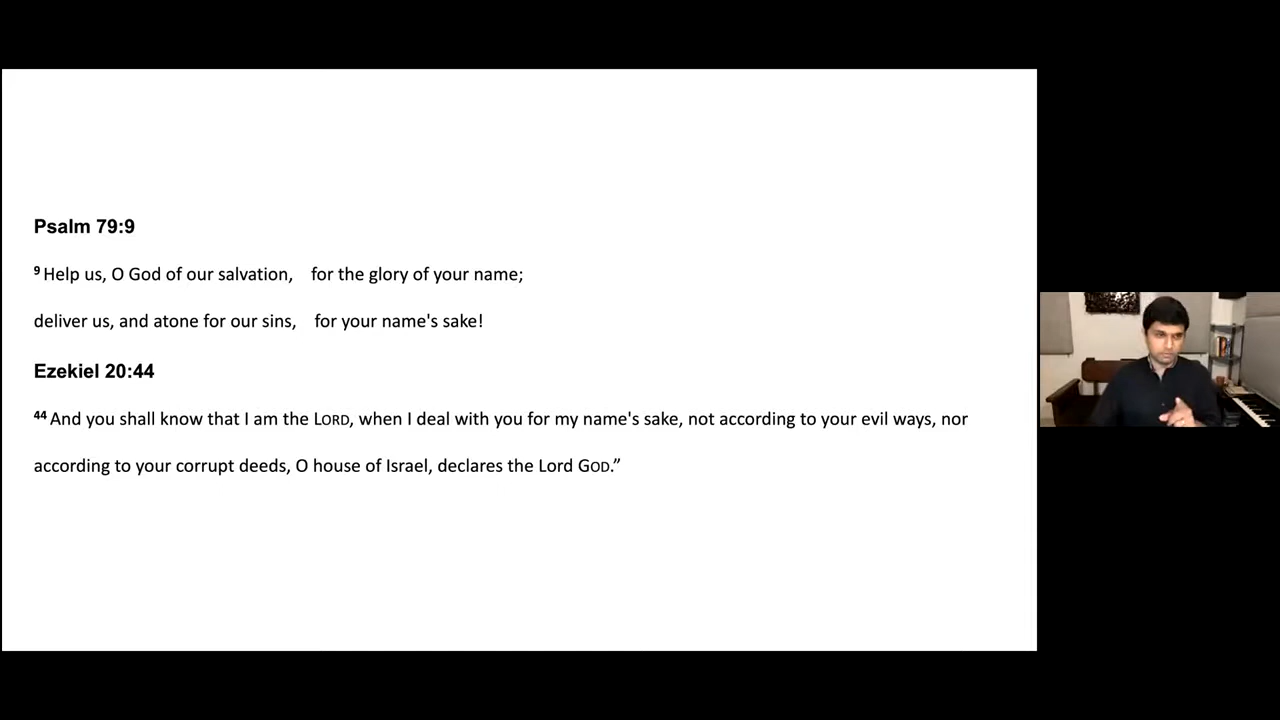 Psalm 79:9
9 Help us, O God of our salvation, for the glory of your name;
deliver us, and atone for our sins, for your name's sake!
Ezekiel 20:44
44 And you shall know that I am the LORD, when I deal with you for my name's sake, not according to your evil ways, nor
according to your corrupt deeds, O house of Israel, declares the Lord GOD.”